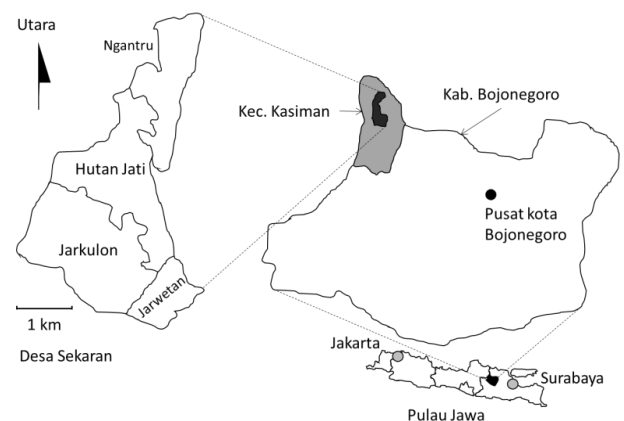 Utara
Ngantru
Hutan Jati
Jarkulon
Jarwetan
1 km
Desa Sekaran
Kec. Kasiman
Kab. Bojonegoro
Pusat kota
Bojonegoro
Jakarta
Surabaya
Pulau Jawa